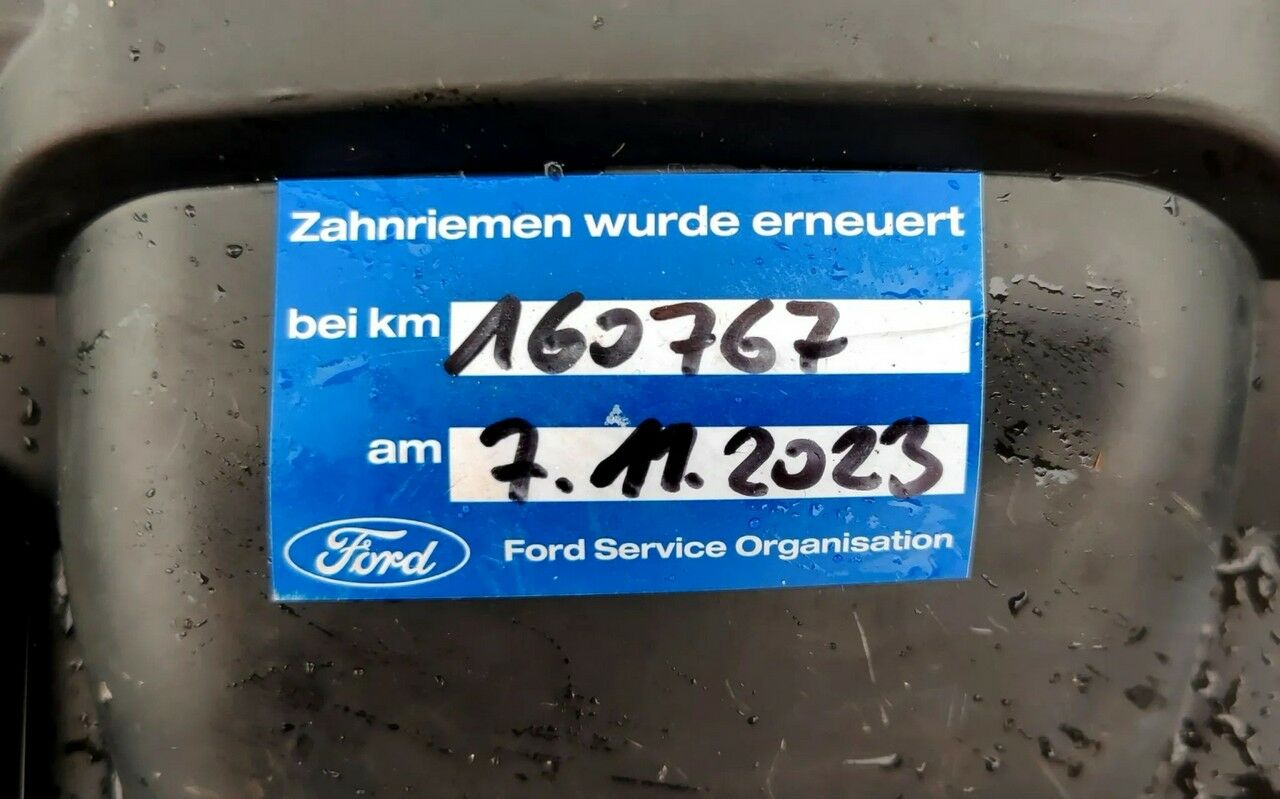 Zahnriemen wurde erneuert
bei km 160767
am 7.11.2023
Ford Ford Service Organisation